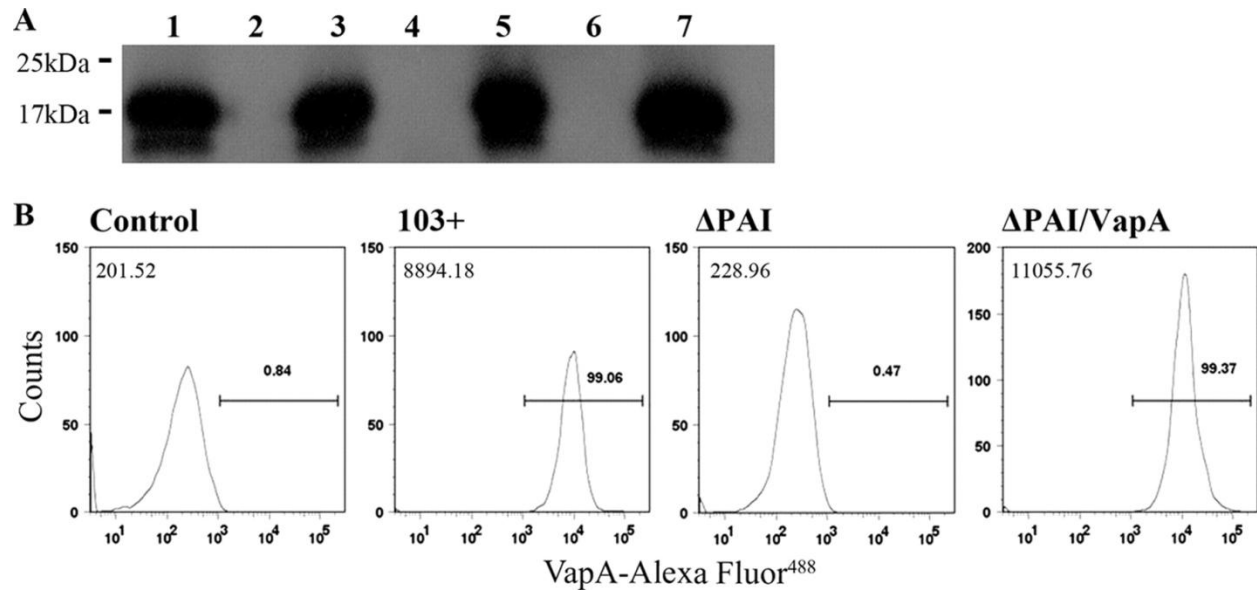 A
1 2 3 4 5 6 7
25kDa
17kDa
B
Control 103+ ΔPAI ΔPAI/VapA
150 150 150 200
201.52 8894.18 228.96 11055.76
150
100 100 100
0.84 99.06 0.47 99.37
100
50 50 50 50
0 0 0 0
10¹ 10² 10³ 10⁴ 10⁵ 10¹ 10² 10³ 10⁴ 10⁵ 10¹ 10² 10³ 10⁴ 10⁵ 10¹ 10² 10³ 10⁴ 10⁵
Counts
VapA-Alexa Fluor⁴⁸⁸